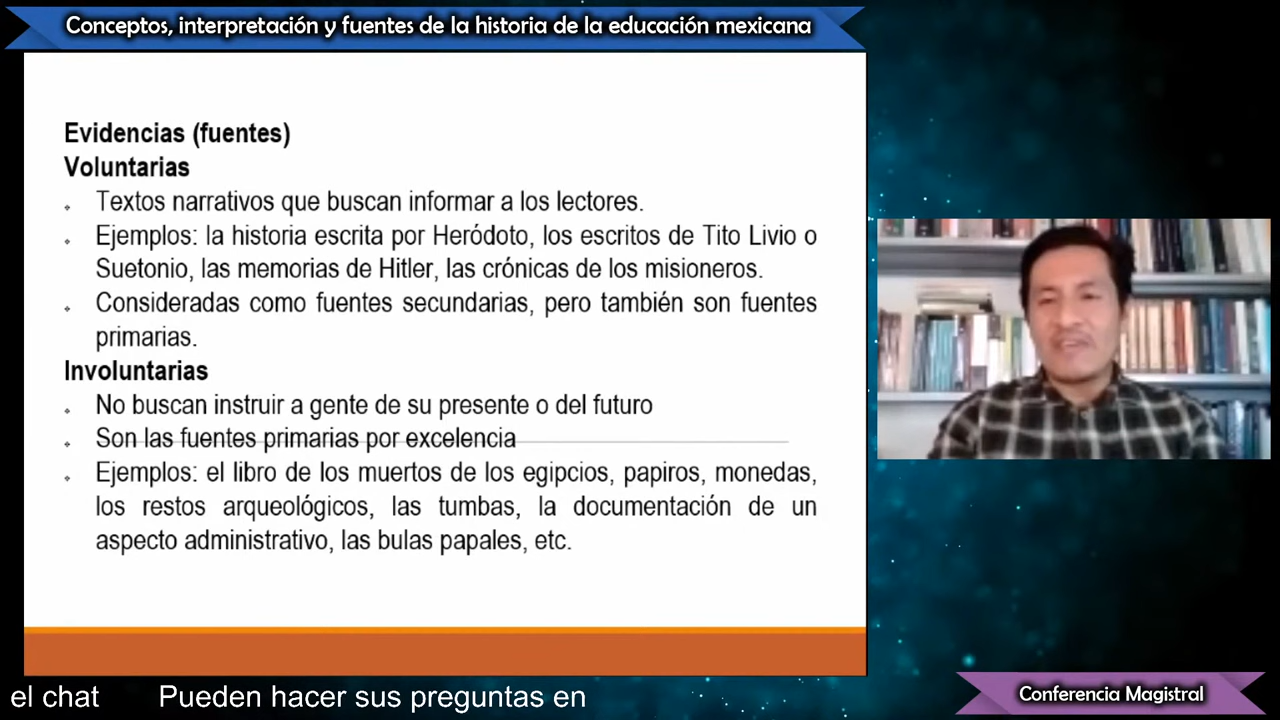 Conceptos, interpretación y fuentes de la historia de la educación mexicana
Evidencias (fuentes)
Voluntarias
Textos narrativos que buscan informar a los lectores.
Ejemplos: la historia escrita por Heródoto, los escritos de Tito Livio o
Suetonio, las memorias de Hitler, las crónicas de los misioneros.
Consideradas como fuentes secundarias, pero también son fuentes
primarias.
Involuntarias
No buscan instruir a gente de su presente o del futuro
Son las fuentes primarias por excelencia
Ejemplos: el libro de los muertos de los egipcios, papiros, monedas,
los restos arqueológicos, las tumbas, la documentación de un
aspecto administrativo, las bulas papales, etc.
el chat Pueden hacer sus preguntas en
Conferencia Magistral